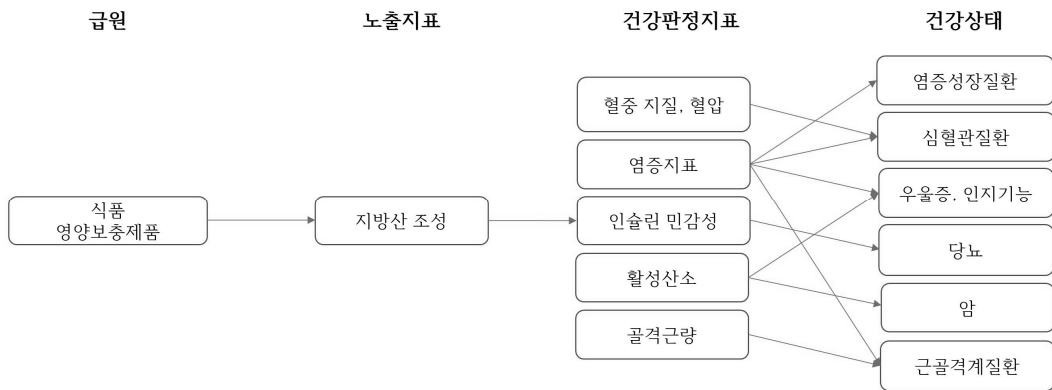 급원
노출지표
건강판정지표
건강상태
식품
영양보충제품
지방산 조성
혈중 지질, 혈압
염증지표
인슐린 민감성
활성산소
골격근량
염증성장질환
심혈관질환
우울증. 인지기능
당뇨
암
근골격계질환